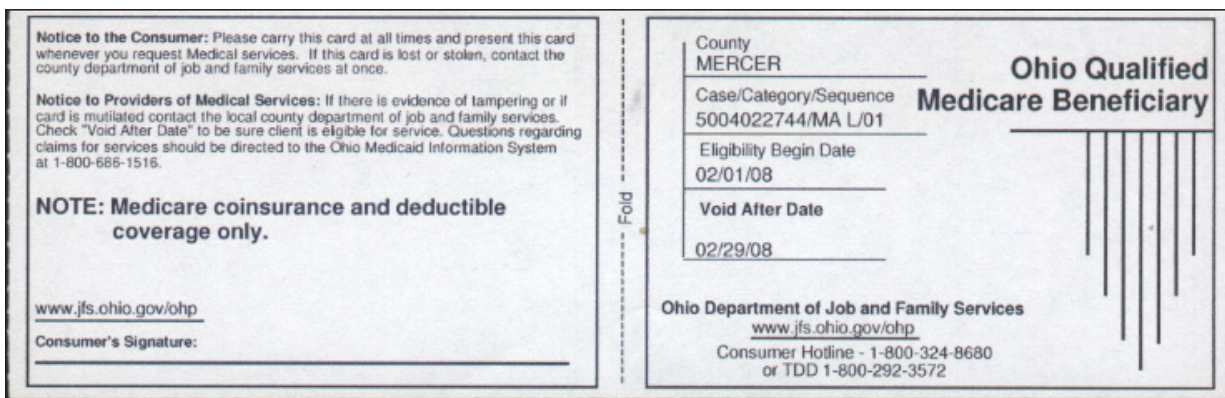 Notice to the Consumer: Please carry this card at all times and present this card
whenever you request Medical services. If this card is lost or stolen, contact the
county department of job and family services at once.
Notice to Providers of Medical Services: If there is evidence of tampering or if
card is mutilated contact the local county department of job and family services.
Check "Void After Date" to be sure client is eligible for service. Questions regarding
claims for services should be directed to the Ohio Medicaid Information System
at 1-800-686-1516.
NOTE: Medicare coinsurance and deductible
coverage only.
www.jfs.ohio.gov/ohp
Consumer's Signature:
Fold
County
MERCER
Case/Category/Sequence
5004022744/MA L/01
Eligibility Begin Date
02/01/08
Void After Date
02/29/08
Ohio Qualified
Medicare Beneficiary
Ohio Department of Job and Family Services
www.jfs.ohio.gov/ohp
Consumer Hotline - 1-800-324-8680
or TDD 1-800-292-3572